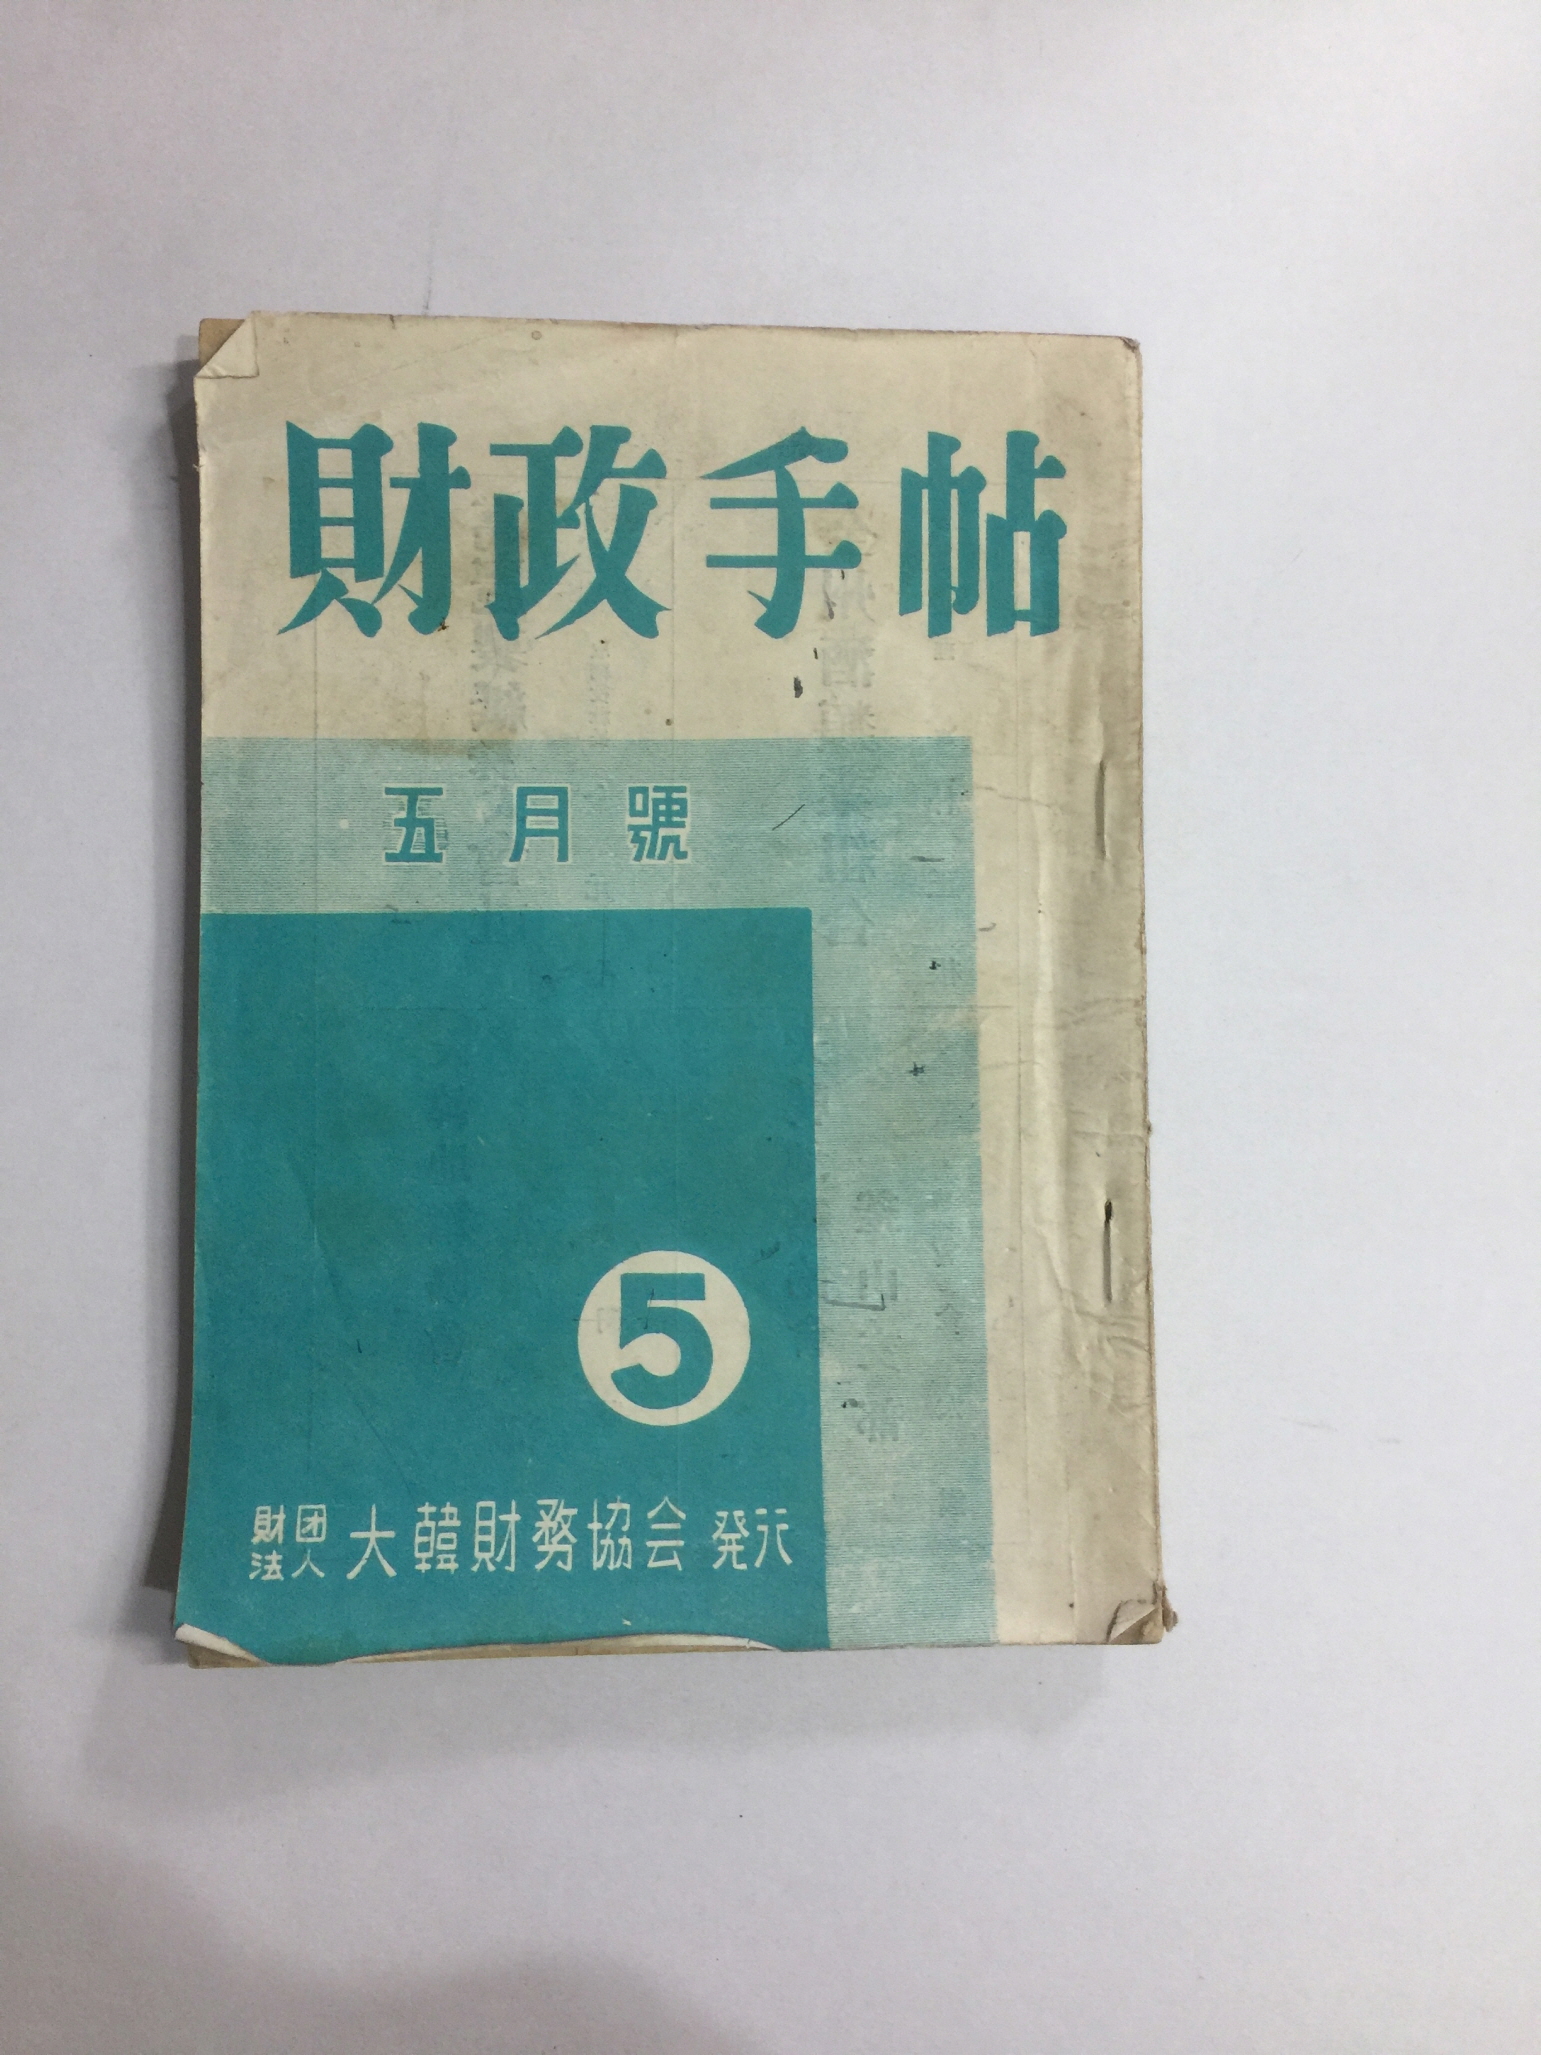 財政手帖
五月號
5
財団法人 大韓財務協会 発行